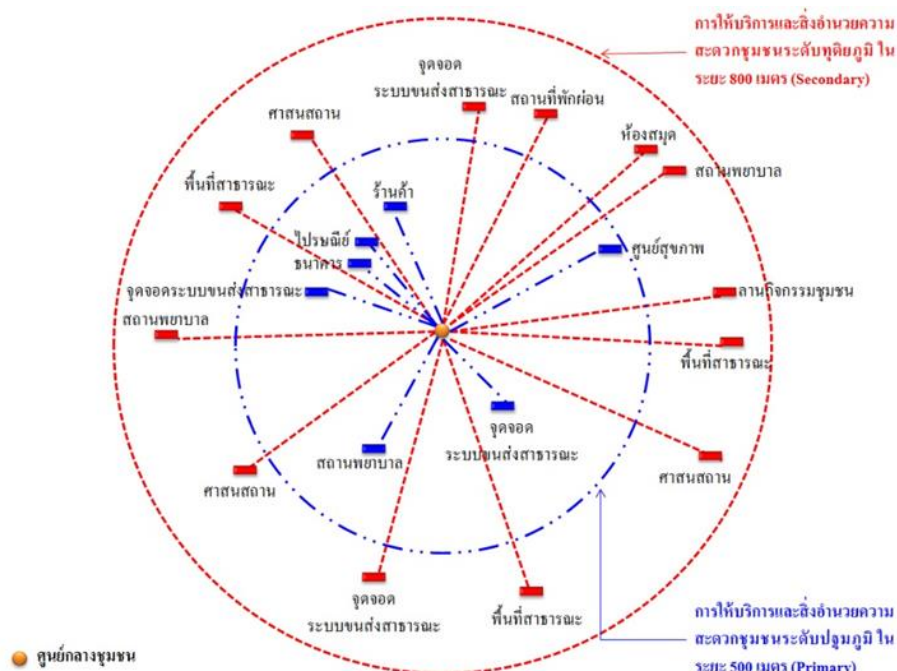 การให้บริการและสิ่งอำนวยความ
สะดวกชุมชนระดับทุติยภูมิ ใน
ระยะ 800 เมตร (Secondary)
จุดจอด
ระบบขนส่งสาธารณะ
สถานที่พักผ่อน
ศาสนสถาน
ห้องสมุด
สถานพยาบาล
พื้นที่สาธารณะ
ร้านค้า
ไปรษณีย์
ธนาคาร
ศูนย์สุขภาพ
จุดจอดระบบขนส่งสาธารณะ
ลานกิจกรรมชุมชน
สถานพยาบาล
พื้นที่สาธารณะ
จุดจอด
ระบบขนส่งสาธารณะ
สถานพยาบาล
ศาสนสถาน
ศาสนสถาน
จุดจอด
ระบบขนส่งสาธารณะ
พื้นที่สาธารณะ
การให้บริการและสิ่งอำนวยความ
สะดวกชุมชนระดับปฐมภูมิ ใน
ระยะ 500 เมตร (Primary)
ศูนย์กลางชุมชน